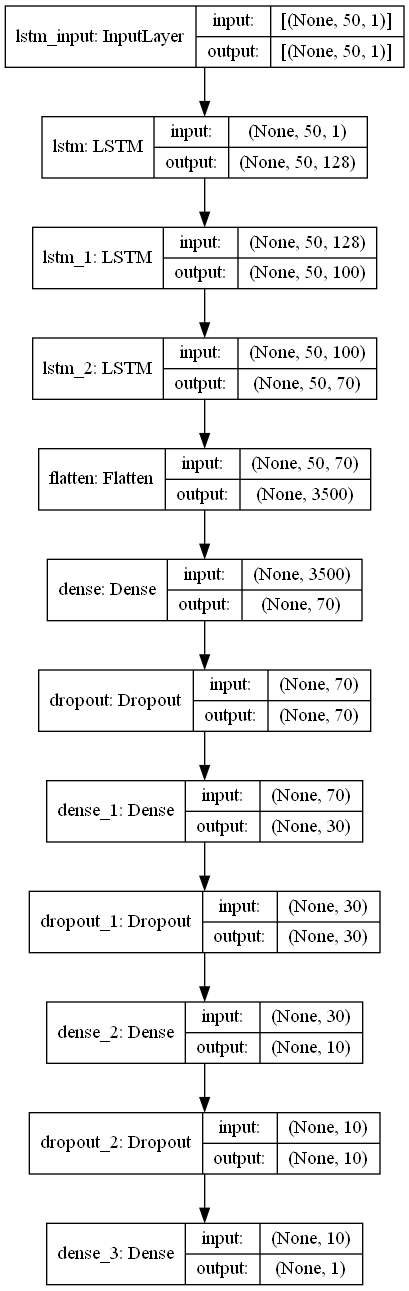 lstm_input: InputLayer
input:
[(None, 50, 1)]
output:
[(None, 50, 1)]
lstm: LSTM
input:
(None, 50, 1)
output:
(None, 50, 128)
lstm_1: LSTM
input:
(None, 50, 128)
output:
(None, 50, 100)
lstm_2: LSTM
input:
(None, 50, 100)
output:
(None, 50, 70)
flatten: Flatten
input:
(None, 50, 70)
output:
(None, 3500)
dense: Dense
input:
(None, 3500)
output:
(None, 70)
dropout: Dropout
input:
(None, 70)
output:
(None, 70)
dense_1: Dense
input:
(None, 70)
output:
(None, 30)
dropout_1: Dropout
input:
(None, 30)
output:
(None, 30)
dense_2: Dense
input:
(None, 30)
output:
(None, 10)
dropout_2: Dropout
input:
(None, 10)
output:
(None, 10)
dense_3: Dense
input:
(None, 10)
output:
(None, 1)